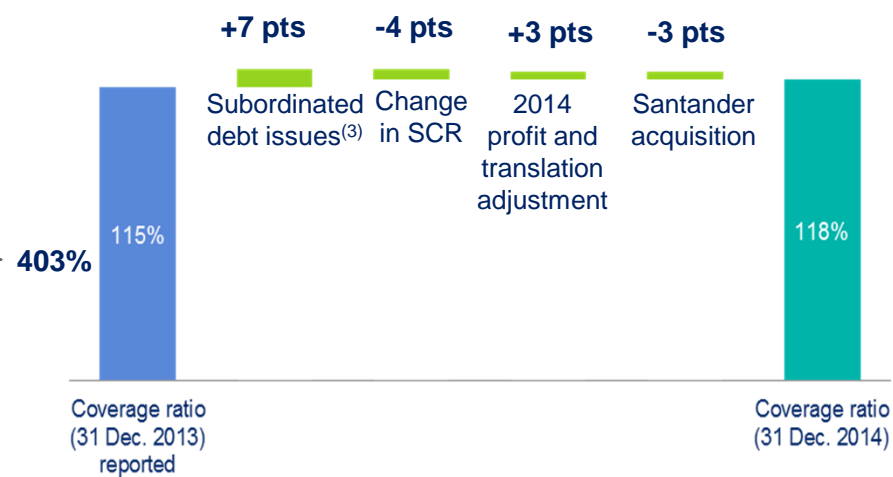 +7 pts
-4 pts
+3 pts
-3 pts
Subordinated
debt issues(3)
Change
in SCR
2014
profit and
translation
adjustment
Santander
acquisition
403%
115%
118%
Coverage ratio
(31 Dec. 2013)
reported
Coverage ratio
(31 Dec. 2014)